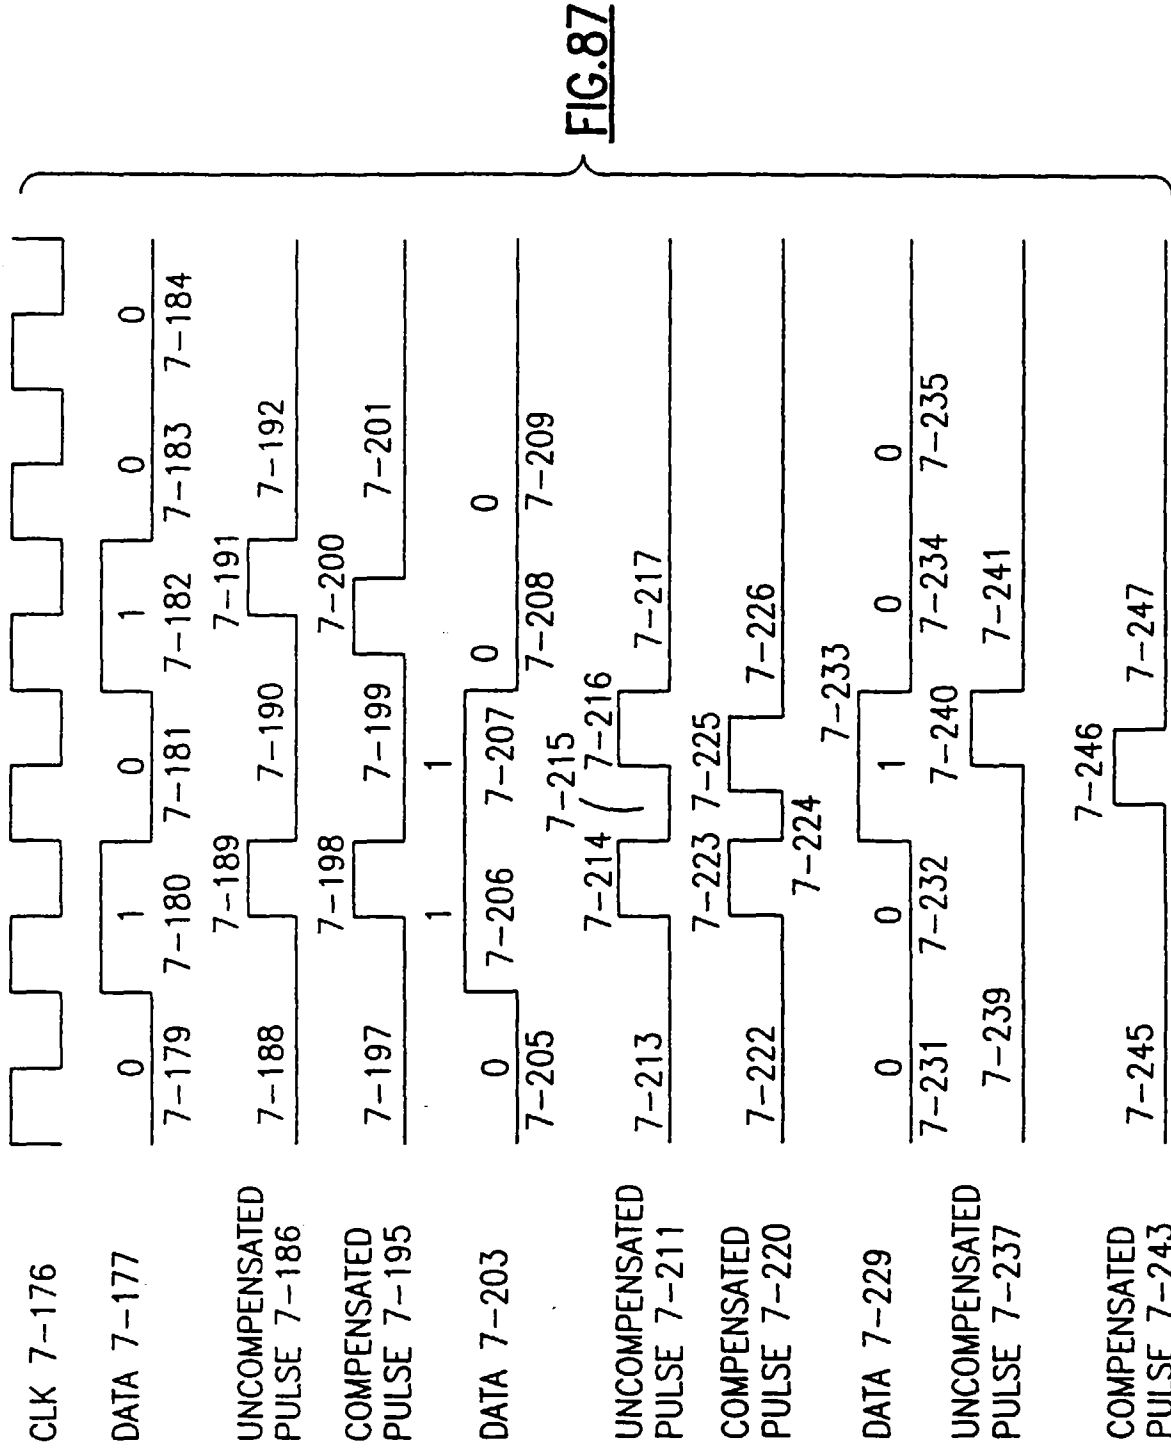 CLK 7-176
DATA 7-177
0 1 0 1 0 0
7-179 7-180 7-181 7-182 7-183 7-184
UNCOMPENSATED
PULSE 7-186
7-188 7-189 7-190 7-191 7-192
COMPENSATED
PULSE 7-195
7-197 7-198 7-199 7-200 7-201
DATA 7-203
0 1 1 0 0
7-205 7-206 7-207 7-208 7-209
UNCOMPENSATED
PULSE 7-211
7-213 7-214 7-215 7-216 7-217
COMPENSATED
PULSE 7-220
7-222 7-223 7-224 7-225 7-226
DATA 7-229
0 0 1 0 0
7-231 7-232 7-233 7-234 7-235
UNCOMPENSATED
PULSE 7-237
7-239 7-240 7-241
COMPENSATED
PULSE 7-243
7-245 7-246 7-247
FIG.87